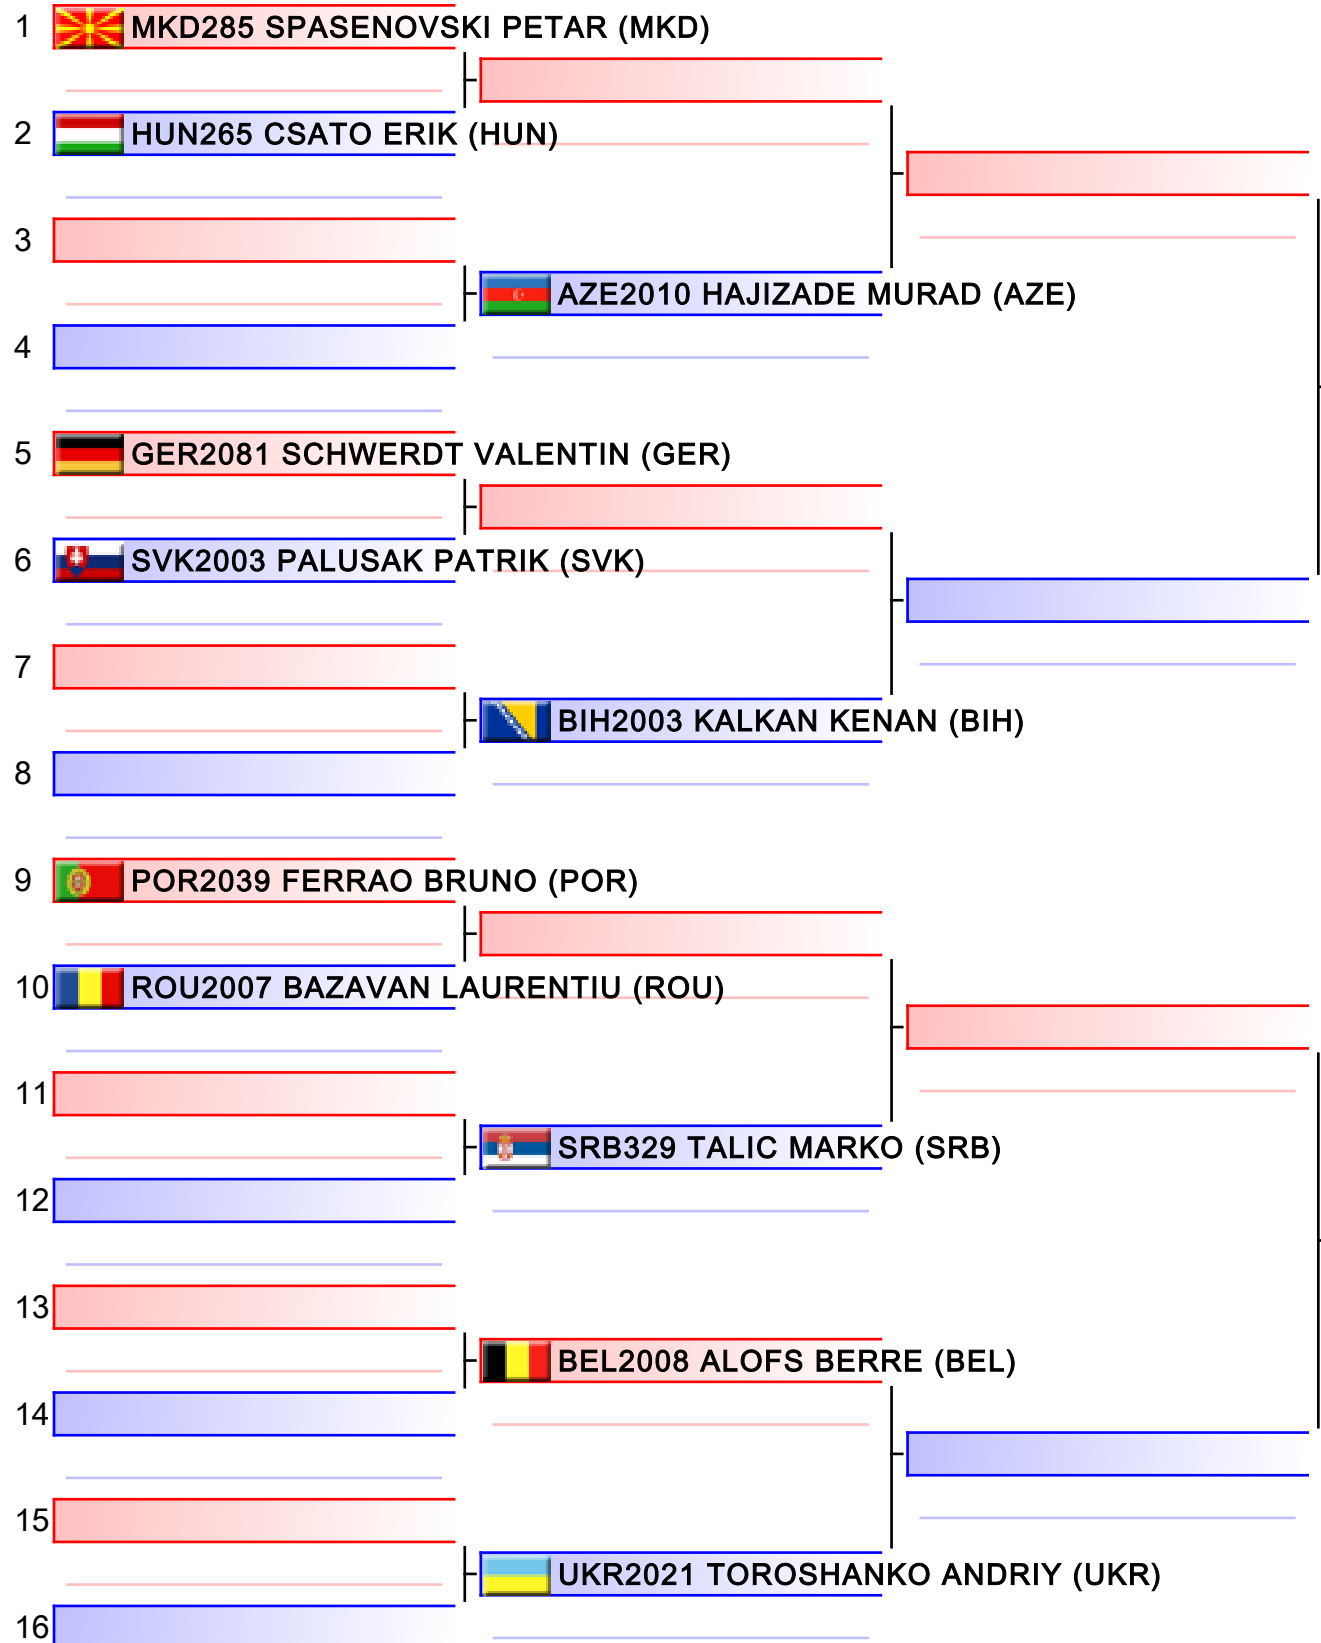 1 MKD285 SPASENOVSKI PETAR (MKD)
2 HUN265 CSATO ERIK (HUN)
3
AZE2010 HAJIZADE MURAD (AZE)
4
5 GER2081 SCHWERDT VALENTIN (GER)
6 SVK2003 PALUSAK PATRIK (SVK)
7
BIH2003 KALKAN KENAN (BIH)
8
9 POR2039 FERRAO BRUNO (POR)
10 ROU2007 BAZAVAN LAURENTIU (ROU)
11
SRB329 TALIC MARKO (SRB)
12
13
BEL2008 ALOFS BERRE (BEL)
14
15
UKR2021 TOROSHANKO ANDRIY (UKR)
16